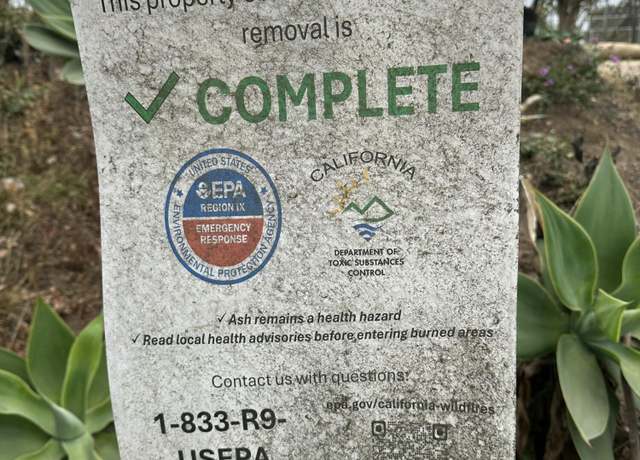 This property
removal is
✓ COMPLETE
UNITED STATES
EPA
REGION IX
EMERGENCY
RESPONSE
ENVIRONMENTAL PROTECTION AGENCY
CALIFORNIA
DEPARTMENT OF
TOXIC SUBSTANCES
CONTROL
✓ Ash remains a health hazard
✓ Read local health advisories before entering burned areas
Contact us with questions:
1-833-R9-
USEPA
epa.gov/california-wildfires